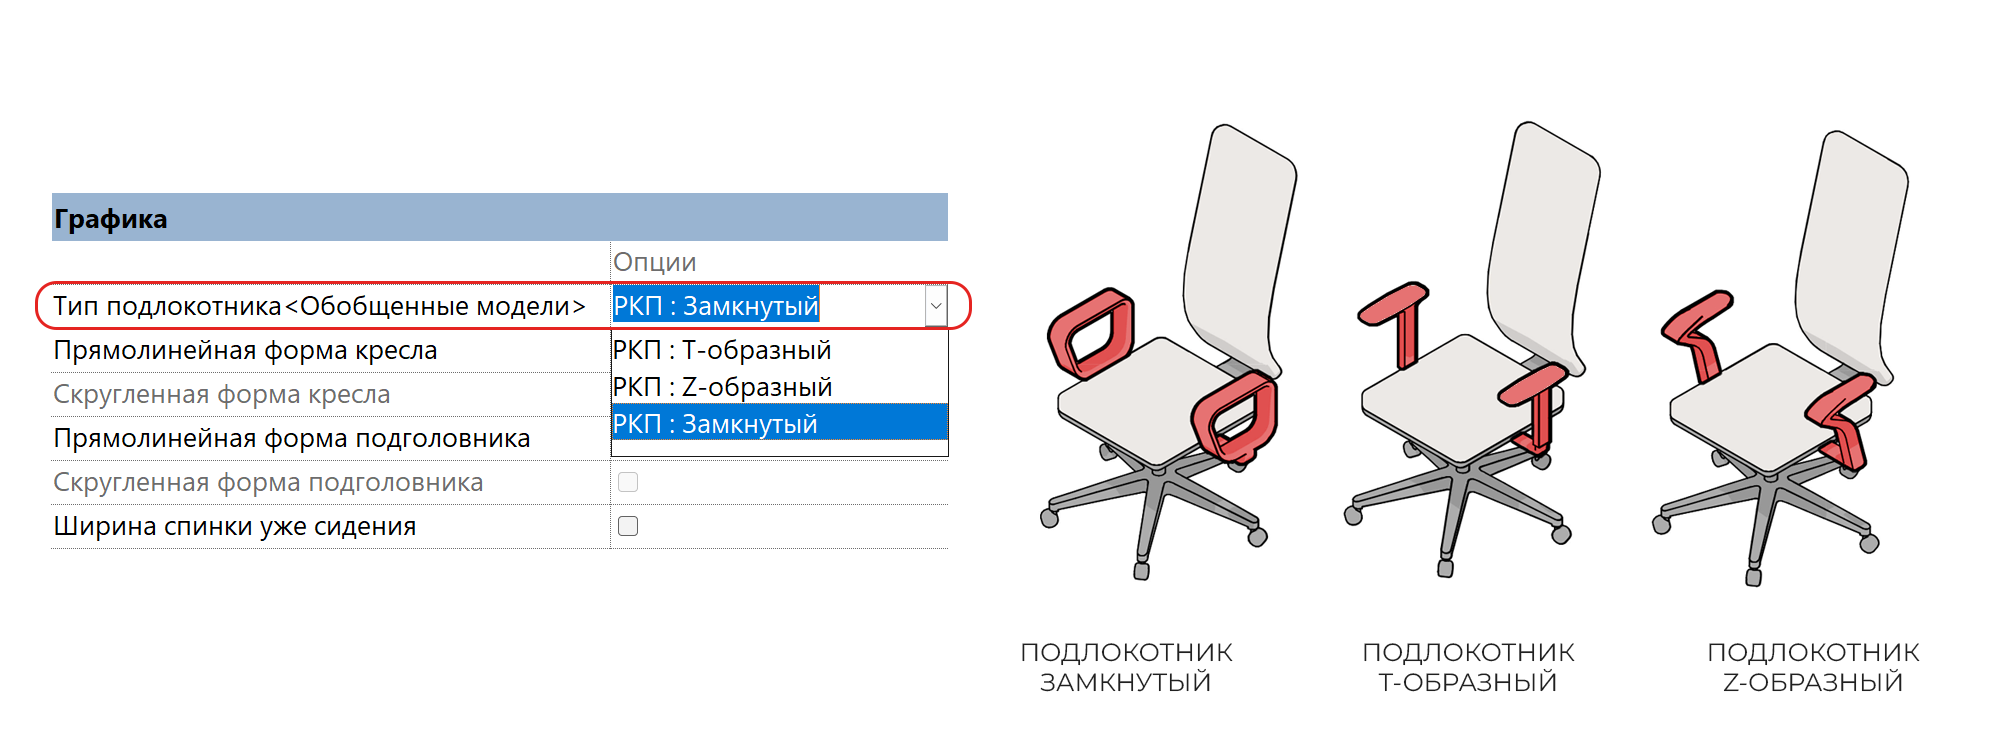 Графика
Опции
Тип подлокотника<Обобщенные модели> РКП : Замкнутый
Прямолинейная форма кресла РКП : Т-образный
РКП : Z-образный
Скругленная форма кресла
РКП : Замкнутый
Прямолинейная форма подголовника
Скругленная форма подголовника
Ширина спинки уже сидения
ПОДЛОКОТНИК
ЗАМКНУТЫЙ
ПОДЛОКОТНИК
Т-ОБРАЗНЫЙ
ПОДЛОКОТНИК
Z-ОБРАЗНЫЙ